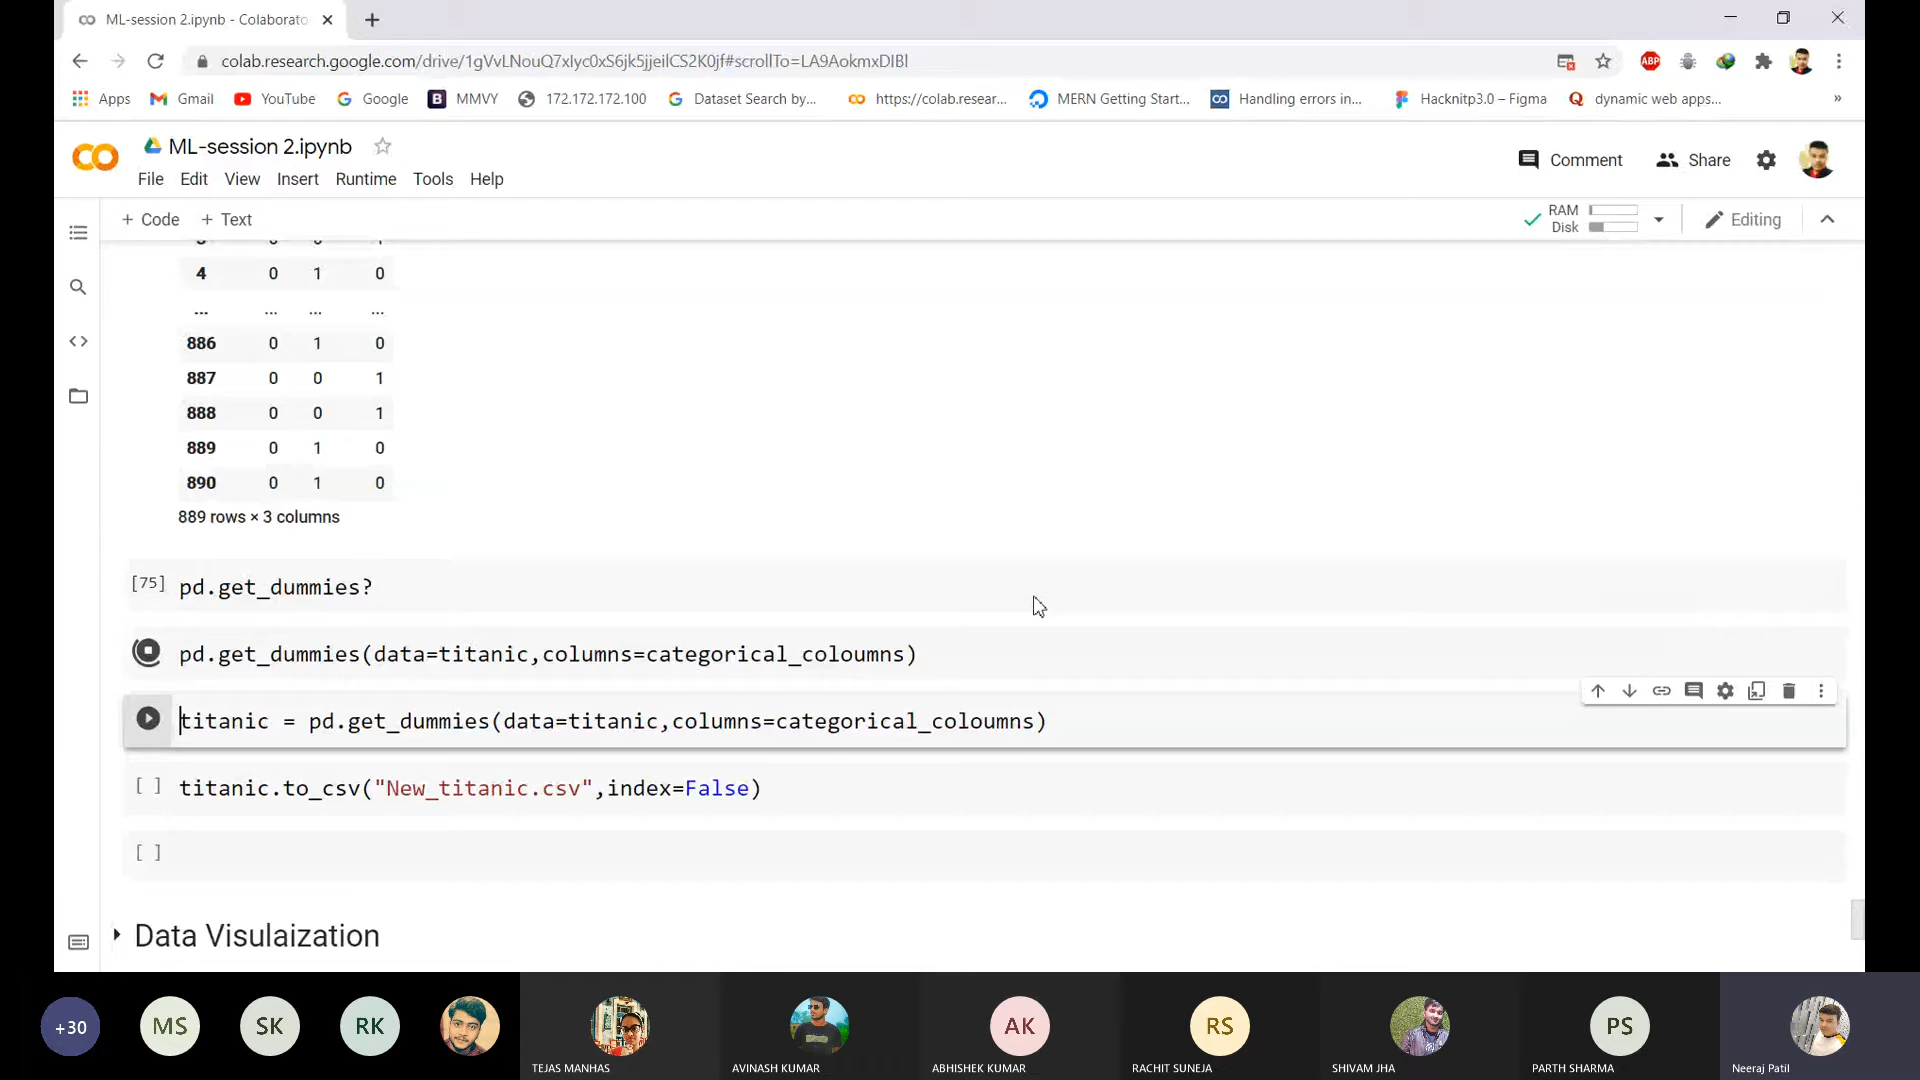 ML-session 2.ipynb - Colaborato
colab.research.google.com/drive/1gVvLNouQ7xIyc0xS6jk5jjeilCS2K0jf#scrollTo=LA9AokmxDIBl
ABP
Apps Gmail YouTube Google MMVY 172.172.172.100 Dataset Search by... https://colab.resear... MERN Getting Start... Handling errors in... Hacknitp3.0 – Figma dynamic web apps... »
ML-session 2.ipynb
Comment Share
File Edit View Insert Runtime Tools Help
+ Code + Text
RAM
Disk
Editing
4 0 1 0
... ... ... ...
886 0 1 0
887 0 0 1
888 0 0 1
889 0 1 0
890 0 1 0
889 rows × 3 columns
[75] pd.get_dummies?
pd.get_dummies(data=titanic,columns=categorical_coloumns)
titanic = pd.get_dummies(data=titanic,columns=categorical_coloumns)
[ ] titanic.to_csv("New_titanic.csv",index=False)
[ ]
Data Visulaization
+30 MS SK RK AK RS PS
TEJAS MANHAS AVINASH KUMAR ABHISHEK KUMAR RACHIT SUNEJA SHIVAM JHA PARTH SHARMA Neeraj Patil